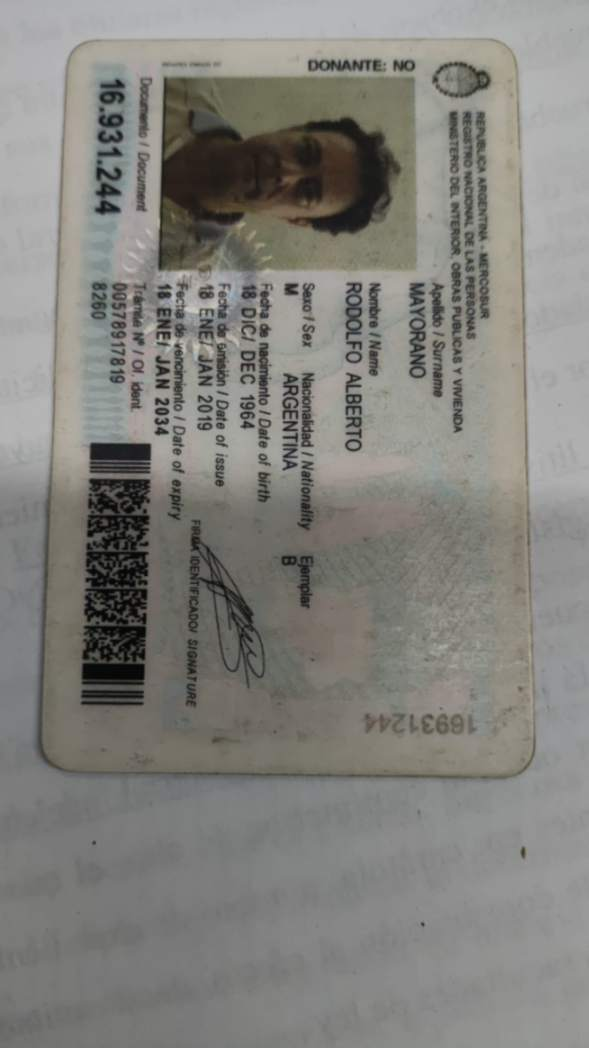 REPÚBLICA ARGENTINA - MERCOSUR
REGISTRO NACIONAL DE LAS PERSONAS
MINISTERIO DEL INTERIOR, OBRAS PÚBLICAS Y VIVIENDA
DONANTE: NO
Apellido / Surname
MAYORANO
Nombre / Name
RODOLFO ALBERTO
Sexo / Sex Nacionalidad / Nationality Ejemplar
M ARGENTINA B
Fecha de nacimiento / Date of birth
18 DIC/ DEC 1964
Fecha de emisión / Date of issue
18 ENE/ JAN 2019
Fecha de vencimiento / Date of expiry
18 ENE/ JAN 2034
FIRMA IDENTIFICADO/ SIGNATURE
Documento / Document
16.931.244
Trámite Nº / Of. ident.
00578917819
8260
16931244